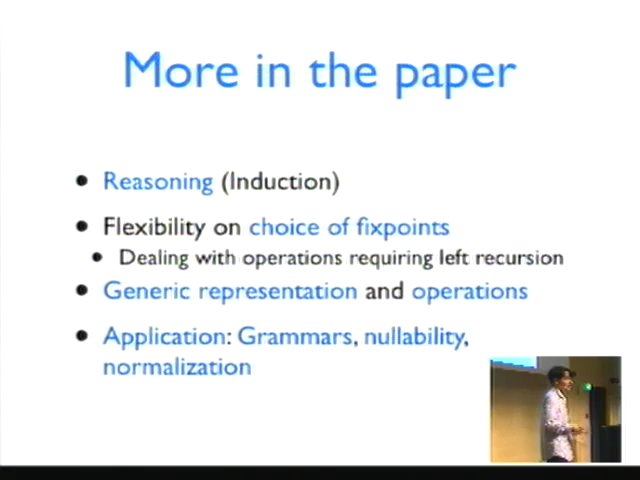 More in the paper
• Reasoning (Induction)
• Flexibility on choice of fixpoints
• Dealing with operations requiring left recursion
• Generic representation and operations
• Application: Grammars, nullability,
normalization